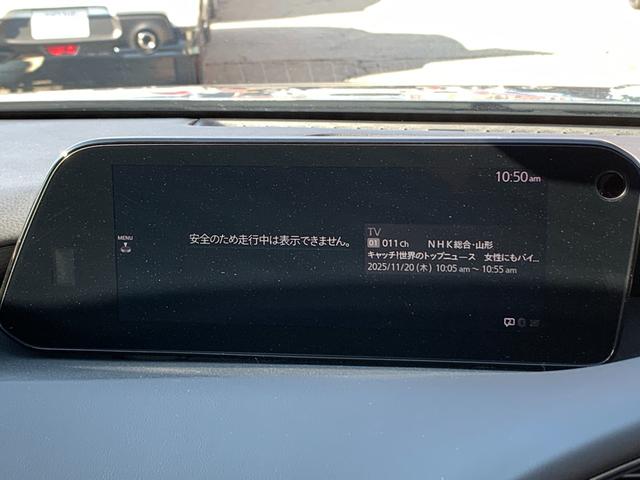 10:50am
MENU
安全のため走行中は表示できません。
TV
01 011Ch NHK総合・山形
キャッチ!世界のトップニュース 女性にもバイ...
2025/11/20 (木) 10:05 am ～ 10:55 am